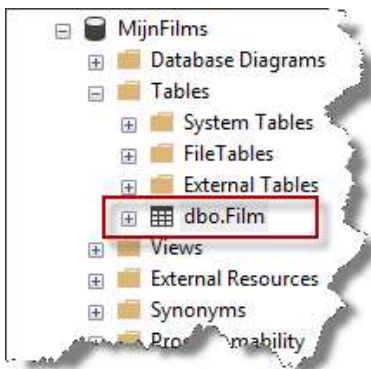 MijnFilms
Database Diagrams
Tables
System Tables
FileTables
External Tables
dbo.Film
Views
External Resources
Synonyms